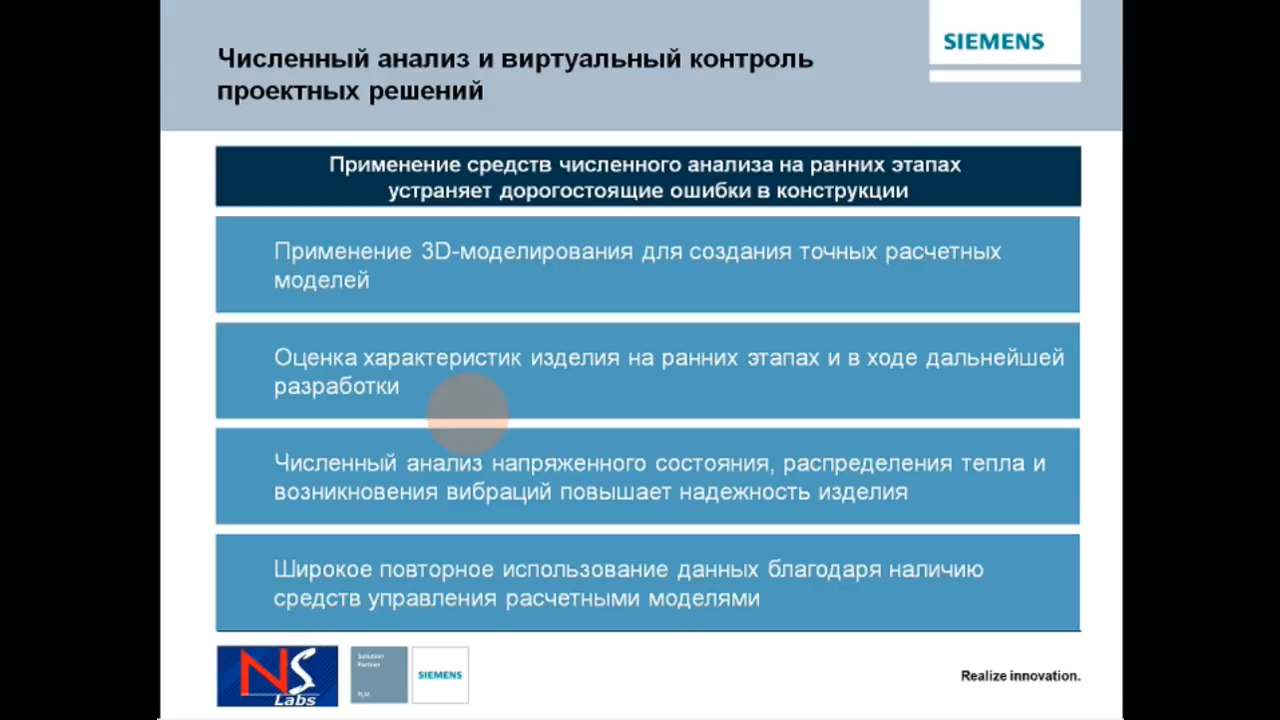 SIEMENS
Численный анализ и виртуальный контроль
проектных решений
Применение средств численного анализа на ранних этапах
устраняет дорогостоящие ошибки в конструкции
Применение 3D-моделирования для создания точных расчетных
моделей
Оценка характеристик изделия на ранних этапах и в ходе дальнейшей
разработки
Численный анализ напряженного состояния, распределения тепла и
возникновения вибраций повышает надежность изделия
Широкое повторное использование данных благодаря наличию
средств управления расчетными моделями
NS
Labs
Solution
Partner
PLM
SIEMENS
Realize innovation.